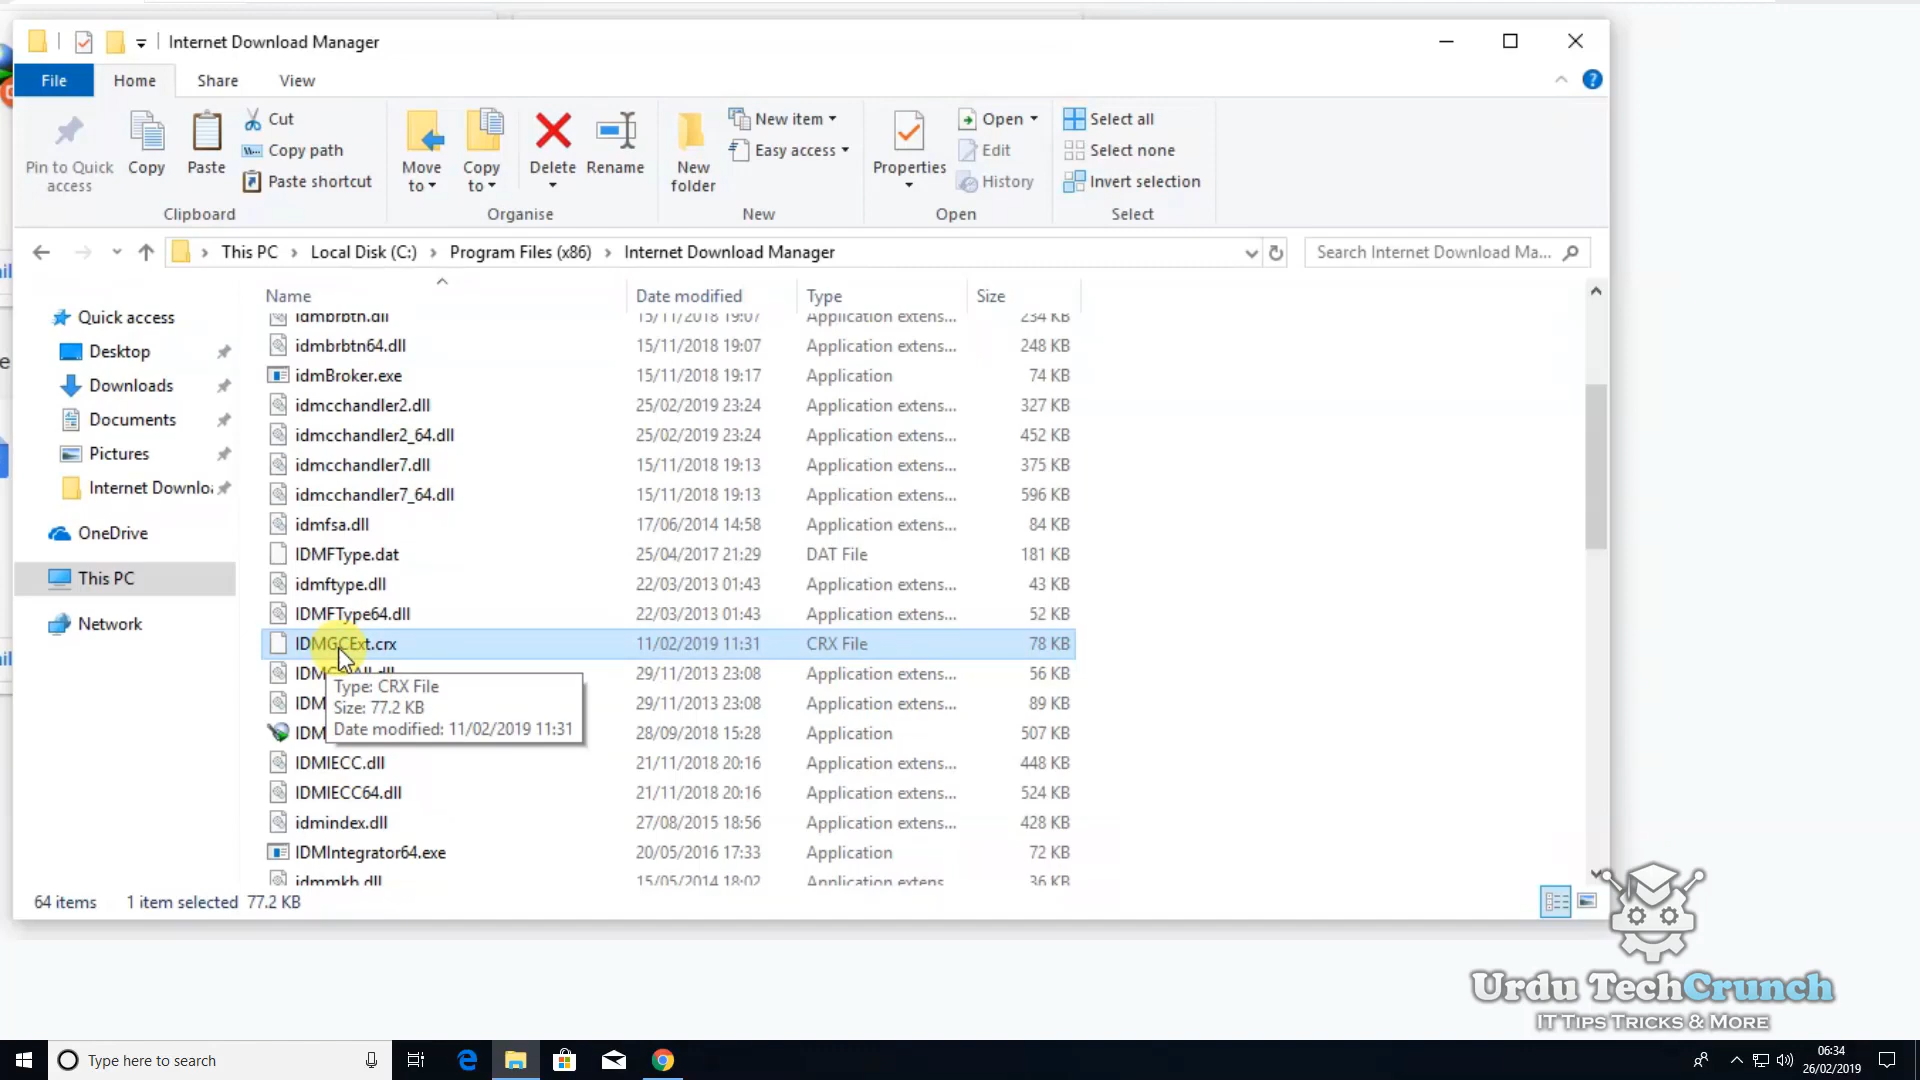 Internet Download Manager
File Home Share View
Pin to Quick access
Copy
Paste
Cut
Copy path
Paste shortcut
Clipboard
Move to
Copy to
Delete
Rename
Organise
New folder
New item
Easy access
New
Properties
Open
Edit
History
Open
Select all
Select none
Invert selection
Select
This PC > Local Disk (C:) > Program Files (x86) > Internet Download Manager
Search Internet Download Ma...
Quick access
Desktop
Downloads
Documents
Pictures
Internet Downlo
OneDrive
This PC
Network
Name Date modified Type Size
idmbrbtn.dll 15/11/2018 19:07 Application extens... 234 KB
idmbrbtn64.dll 15/11/2018 19:07 Application extens... 248 KB
idmBroker.exe 15/11/2018 19:17 Application 74 KB
idmcchandler2.dll 25/02/2019 23:24 Application extens... 327 KB
idmcchandler2_64.dll 25/02/2019 23:24 Application extens... 452 KB
idmcchandler7.dll 15/11/2018 19:13 Application extens... 375 KB
idmcchandler7_64.dll 15/11/2018 19:13 Application extens... 596 KB
idmfsa.dll 17/06/2014 14:58 Application extens... 84 KB
IDMFType.dat 25/04/2017 21:29 DAT File 181 KB
idmftype.dll 22/03/2013 01:43 Application extens... 43 KB
IDMFType64.dll 22/03/2013 01:43 Application extens... 52 KB
IDMGCExt.crx 11/02/2019 11:31 CRX File 78 KB
29/11/2013 23:08 Application extens... 56 KB
IDM 29/11/2013 23:08 Application extens... 89 KB
IDM 28/09/2018 15:28 Application 507 KB
Type: CRX File
Size: 77.2 KB
Date modified: 11/02/2019 11:31
IDMIECC.dll 21/11/2018 20:16 Application extens... 448 KB
IDMIECC64.dll 21/11/2018 20:16 Application extens... 524 KB
idmindex.dll 27/08/2015 18:56 Application extens... 428 KB
IDMIntegrator64.exe 20/05/2016 17:33 Application 72 KB
idmmkb.dll 15/05/2014 18:02 Application extens 36 KB
64 items 1 item selected 77.2 KB
Urdu TechCrunch
IT Tips Tricks & More
Type here to search
06:34
26/02/2019